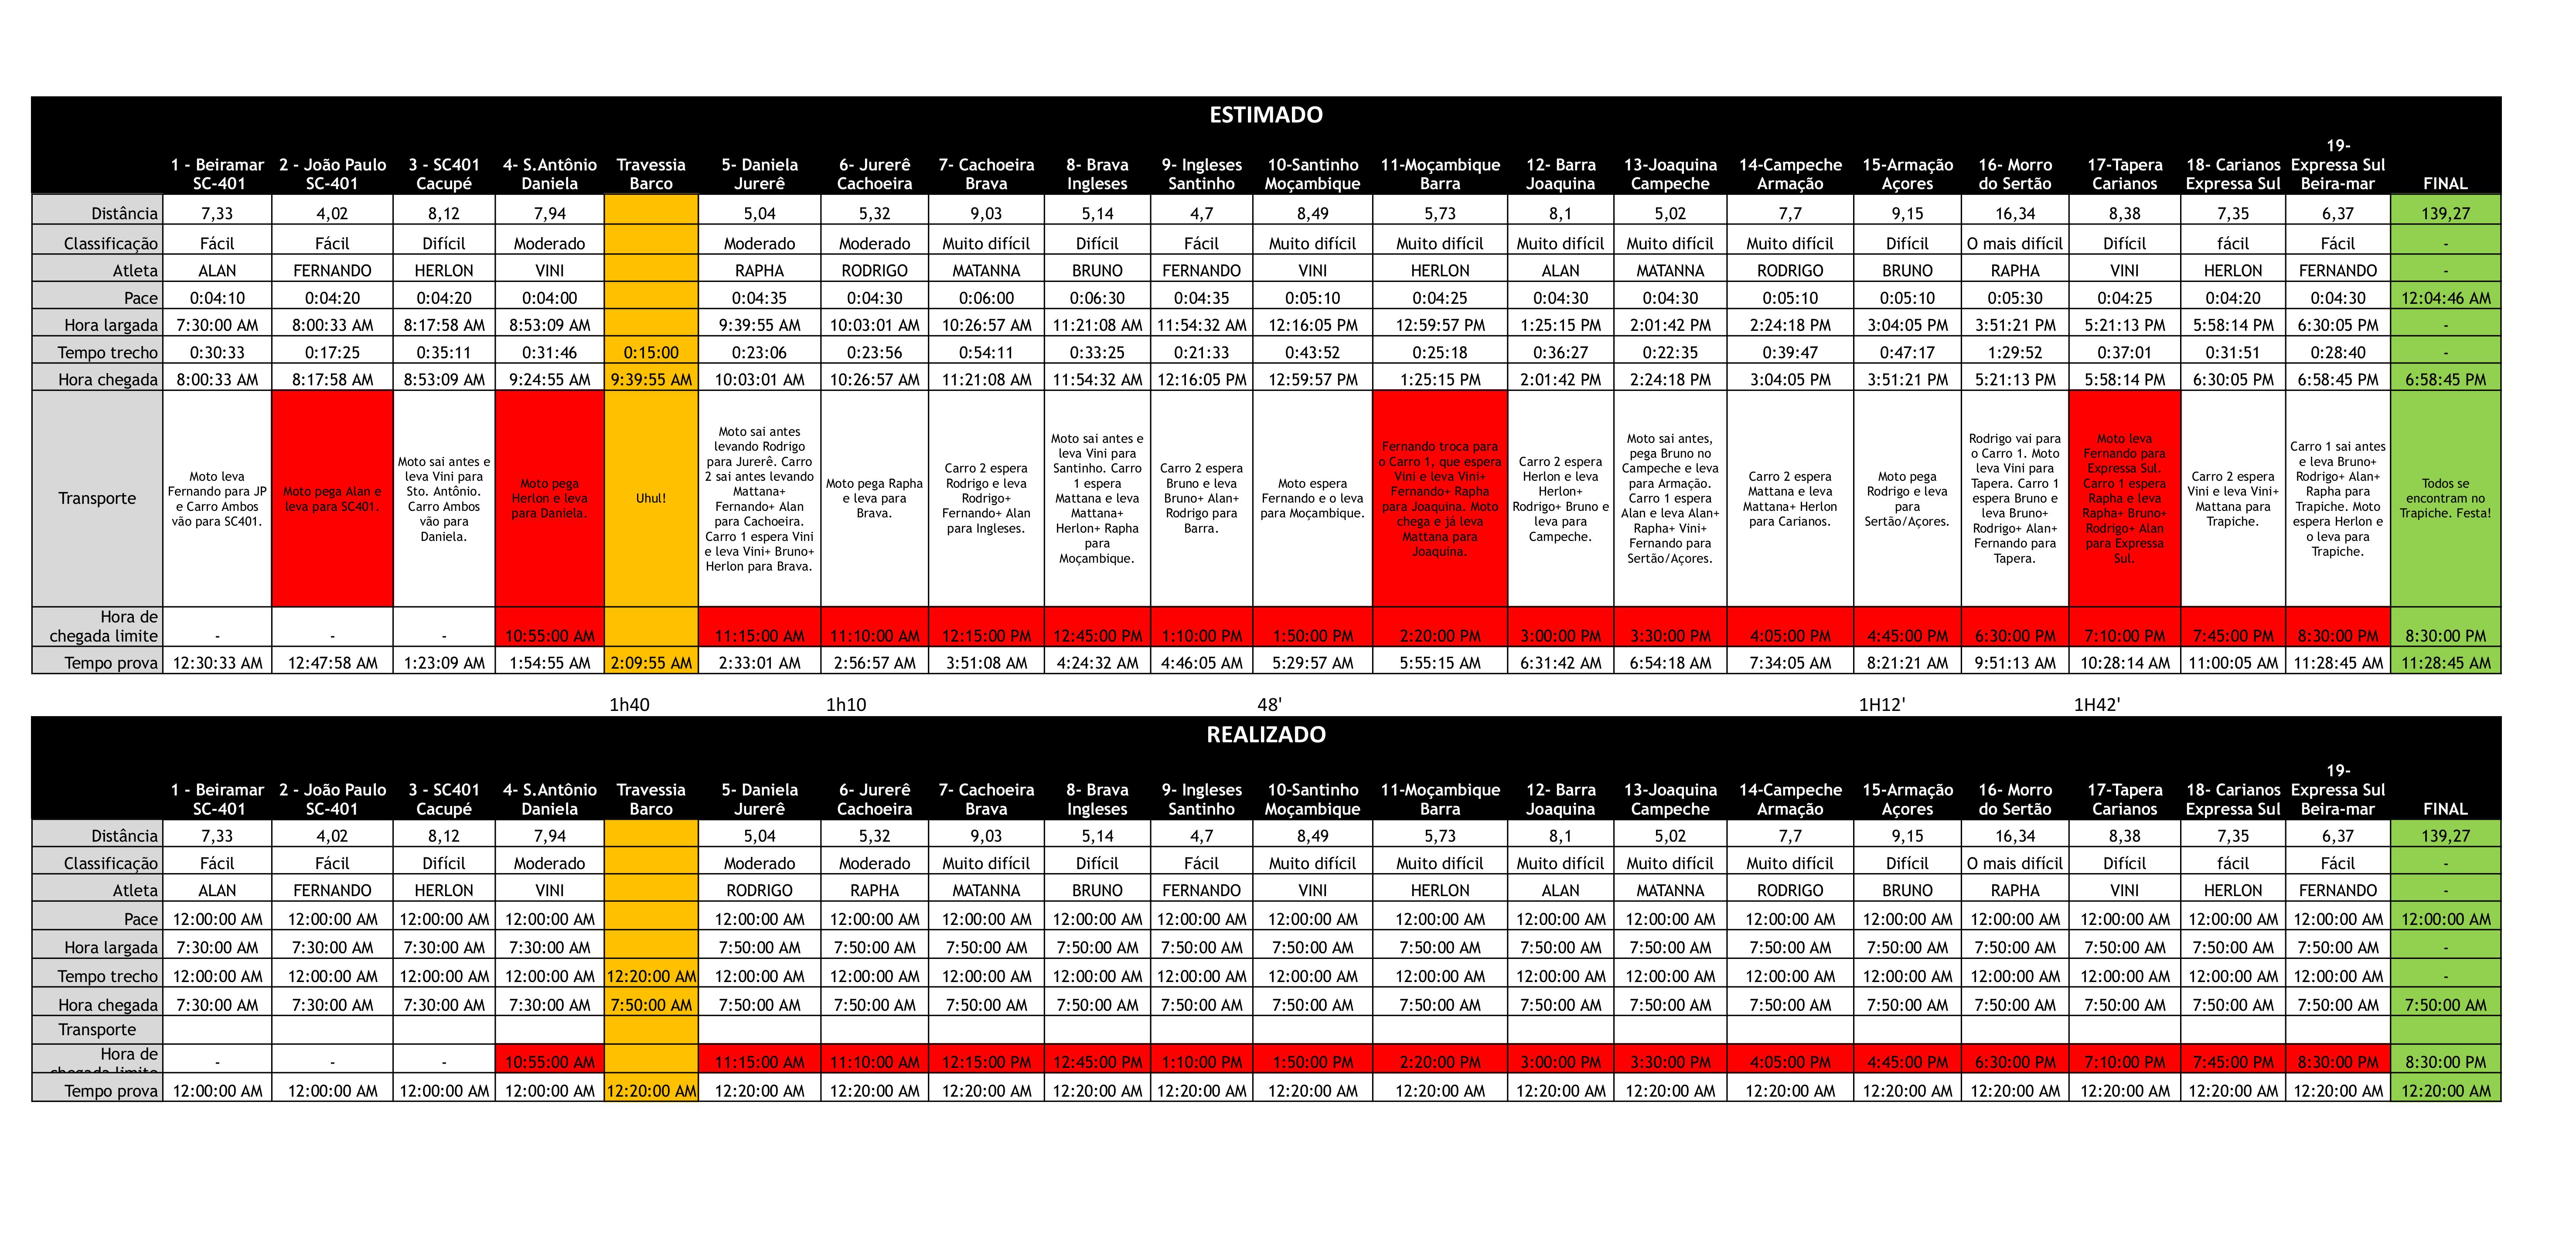 ESTIMADO
1 - Beiramar SC-401 | 2 - João Paulo SC-401 | 3 - SC401 Cacupé | 4- S.Antônio Daniela | Travessia Barco | 5- Daniela Jurerê | 6- Jurerê Cachoeira | 7- Cachoeira Brava | 8- Brava Ingleses | 9- Ingleses Santinho | 10-Santinho Moçambique | 11-Moçambique Barra | 12- Barra Joaquina | 13-Joaquina Campeche | 14-Campeche Armação | 15-Armação Açores | 16- Morro do Sertão | 17-Tapera Carianos | 18- Carianos Expressa Sul | 19- Expressa Sul Beira-mar | FINAL
Distância 7,33 4,02 8,12 7,94 5,04 5,32 9,03 5,14 4,7 8,49 5,73 8,1 5,02 7,7 9,15 16,34 8,38 7,35 6,37 139,27
Classificação Fácil Fácil Difícil Moderado Moderado Moderado Muito difícil Difícil Fácil Muito difícil Muito difícil Muito difícil Muito difícil Muito difícil Difícil O mais difícil Difícil fácil Fácil -
Atleta ALAN FERNANDO HERLON VINI RAPHA RODRIGO MATANNA BRUNO FERNANDO VINI HERLON ALAN MATANNA RODRIGO BRUNO RAPHA VINI HERLON FERNANDO -
Pace 0:04:10 0:04:20 0:04:20 0:04:00 0:04:35 0:04:30 0:06:00 0:06:30 0:04:35 0:05:10 0:04:25 0:04:30 0:04:30 0:05:10 0:05:10 0:05:30 0:04:25 0:04:20 0:04:30 12:04:46 AM
Hora largada 7:30:00 AM 8:00:33 AM 8:17:58 AM 8:53:09 AM 9:39:55 AM 10:03:01 AM 10:26:57 AM 11:21:08 AM 11:54:32 AM 12:16:05 PM 12:59:57 PM 1:25:15 PM 2:01:42 PM 2:24:18 PM 3:04:05 PM 3:51:21 PM 5:21:13 PM 5:58:14 PM 6:30:05 PM -
Tempo trecho 0:30:33 0:17:25 0:35:11 0:31:46 0:15:00 0:23:06 0:23:56 0:54:11 0:33:25 0:21:33 0:43:52 0:25:18 0:36:27 0:22:35 0:39:47 0:47:17 1:29:52 0:37:01 0:31:51 0:28:40 -
Hora chegada 8:00:33 AM 8:17:58 AM 8:53:09 AM 9:24:55 AM 9:39:55 AM 10:03:01 AM 10:26:57 AM 11:21:08 AM 11:54:32 AM 12:16:05 PM 12:59:57 PM 1:25:15 PM 2:01:42 PM 2:24:18 PM 3:04:05 PM 3:51:21 PM 5:21:13 PM 5:58:14 PM 6:30:05 PM 6:58:45 PM 6:58:45 PM
Transporte
Moto leva Fernando para JP e Carro Ambos vão para SC401.
Moto pega Alan e leva para SC401.
Moto sai antes e leva Vini para Sto. Antônio. Carro Ambos vão para Daniela.
Moto pega Herlon e leva para Daniela.
Uhul!
Moto sai antes levando Rodrigo para Jurerê. Carro 2 sai antes levando Mattana+ Fernando+ Alan para Cachoeira. Carro 1 espera Vini e leva Vini+ Bruno+ Herlon para Brava.
Moto pega Rapha e leva para Brava.
Carro 2 espera Rodrigo e leva Rodrigo+ Fernando+ Alan para Ingleses.
Moto sai antes e leva Vini para Santinho. Carro 1 espera Mattana e leva Mattana+ Herlon+ Rapha para Moçambique.
Carro 2 espera Bruno e leva Bruno+ Alan+ Rodrigo para Barra.
Moto espera Fernando e o leva para Moçambique.
Fernando troca para o Carro 1, que espera Vini e leva Vini+ Fernando+ Rapha para Joaquina. Moto chega e já leva Mattana para Joaquina.
Carro 2 espera Herlon e leva Herlon+ Rodrigo+ Bruno e leva para Campeche.
Moto sai antes, pega Bruno no Campeche e leva para Armação. Carro 1 espera Alan e leva Alan+ Rapha+ Vini+ Fernando para Sertão/Açores.
Carro 2 espera Mattana e leva Mattana+ Herlon para Carianos.
Moto pega Rodrigo e leva para Sertão/Açores.
Rodrigo vai para o Carro 1. Moto leva Vini para Tapera. Carro 1 espera Bruno e leva Bruno+ Rodrigo+ Alan+ Fernando para Tapera.
Moto leva Fernando para Expressa Sul. Carro 1 espera Rapha e leva Rapha+ Bruno+ Rodrigo+ Alan para Expressa Sul.
Carro 2 espera Vini e leva Vini+ Mattana para Trapiche.
Carro 1 sai antes e leva Bruno+ Rodrigo+ Alan+ Rapha para Trapiche. Moto espera Herlon e o leva para Trapiche.
Todos se encontram no Trapiche. Festa!
Hora de chegada limite - - - 10:55:00 AM 11:15:00 AM 11:10:00 AM 12:15:00 PM 12:45:00 PM 1:10:00 PM 1:50:00 PM 2:20:00 PM 3:00:00 PM 3:30:00 PM 4:05:00 PM 4:45:00 PM 6:30:00 PM 7:10:00 PM 7:45:00 PM 8:30:00 PM 8:30:00 PM
Tempo prova 12:30:33 AM 12:47:58 AM 1:23:09 AM 1:54:55 AM 2:09:55 AM 2:33:01 AM 2:56:57 AM 3:51:08 AM 4:24:32 AM 4:46:05 AM 5:29:57 AM 5:55:15 AM 6:31:42 AM 6:54:18 AM 7:34:05 AM 8:21:21 AM 9:51:13 AM 10:28:14 AM 11:00:05 AM 11:28:45 AM 11:28:45 AM
1h40 1h10 48' 1H12' 1H42'
REALIZADO
1 - Beiramar SC-401 | 2 - João Paulo SC-401 | 3 - SC401 Cacupé | 4- S.Antônio Daniela | Travessia Barco | 5- Daniela Jurerê | 6- Jurerê Cachoeira | 7- Cachoeira Brava | 8- Brava Ingleses | 9- Ingleses Santinho | 10-Santinho Moçambique | 11-Moçambique Barra | 12- Barra Joaquina | 13-Joaquina Campeche | 14-Campeche Armação | 15-Armação Açores | 16- Morro do Sertão | 17-Tapera Carianos | 18- Carianos Expressa Sul | 19- Expressa Sul Beira-mar | FINAL
Distância 7,33 4,02 8,12 7,94 5,04 5,32 9,03 5,14 4,7 8,49 5,73 8,1 5,02 7,7 9,15 16,34 8,38 7,35 6,37 139,27
Classificação Fácil Fácil Difícil Moderado Moderado Moderado Muito difícil Difícil Fácil Muito difícil Muito difícil Muito difícil Muito difícil Muito difícil Difícil O mais difícil Difícil fácil Fácil -
Atleta ALAN FERNANDO HERLON VINI RODRIGO RAPHA MATANNA BRUNO FERNANDO VINI HERLON ALAN MATANNA RODRIGO BRUNO RAPHA VINI HERLON FERNANDO -
Pace 12:00:00 AM 12:00:00 AM 12:00:00 AM 12:00:00 AM 12:00:00 AM 12:00:00 AM 12:00:00 AM 12:00:00 AM 12:00:00 AM 12:00:00 AM 12:00:00 AM 12:00:00 AM 12:00:00 AM 12:00:00 AM 12:00:00 AM 12:00:00 AM 12:00:00 AM 12:00:00 AM 12:00:00 AM 12:00:00 AM
Hora largada 7:30:00 AM 7:30:00 AM 7:30:00 AM 7:30:00 AM 7:50:00 AM 7:50:00 AM 7:50:00 AM 7:50:00 AM 7:50:00 AM 7:50:00 AM 7:50:00 AM 7:50:00 AM 7:50:00 AM 7:50:00 AM 7:50:00 AM 7:50:00 AM 7:50:00 AM 7:50:00 AM 7:50:00 AM -
Tempo trecho 12:00:00 AM 12:00:00 AM 12:00:00 AM 12:00:00 AM 12:20:00 AM 12:00:00 AM 12:00:00 AM 12:00:00 AM 12:00:00 AM 12:00:00 AM 12:00:00 AM 12:00:00 AM 12:00:00 AM 12:00:00 AM 12:00:00 AM 12:00:00 AM 12:00:00 AM 12:00:00 AM 12:00:00 AM 12:00:00 AM -
Hora chegada 7:30:00 AM 7:30:00 AM 7:30:00 AM 7:30:00 AM 7:50:00 AM 7:50:00 AM 7:50:00 AM 7:50:00 AM 7:50:00 AM 7:50:00 AM 7:50:00 AM 7:50:00 AM 7:50:00 AM 7:50:00 AM 7:50:00 AM 7:50:00 AM 7:50:00 AM 7:50:00 AM 7:50:00 AM 7:50:00 AM 7:50:00 AM
Transporte
Hora de chegada limite - - - 10:55:00 AM 11:15:00 AM 11:10:00 AM 12:15:00 PM 12:45:00 PM 1:10:00 PM 1:50:00 PM 2:20:00 PM 3:00:00 PM 3:30:00 PM 4:05:00 PM 4:45:00 PM 6:30:00 PM 7:10:00 PM 7:45:00 PM 8:30:00 PM 8:30:00 PM
Tempo prova 12:00:00 AM 12:00:00 AM 12:00:00 AM 12:00:00 AM 12:20:00 AM 12:20:00 AM 12:20:00 AM 12:20:00 AM 12:20:00 AM 12:20:00 AM 12:20:00 AM 12:20:00 AM 12:20:00 AM 12:20:00 AM 12:20:00 AM 12:20:00 AM 12:20:00 AM 12:20:00 AM 12:20:00 AM 12:20:00 AM 12:20:00 AM